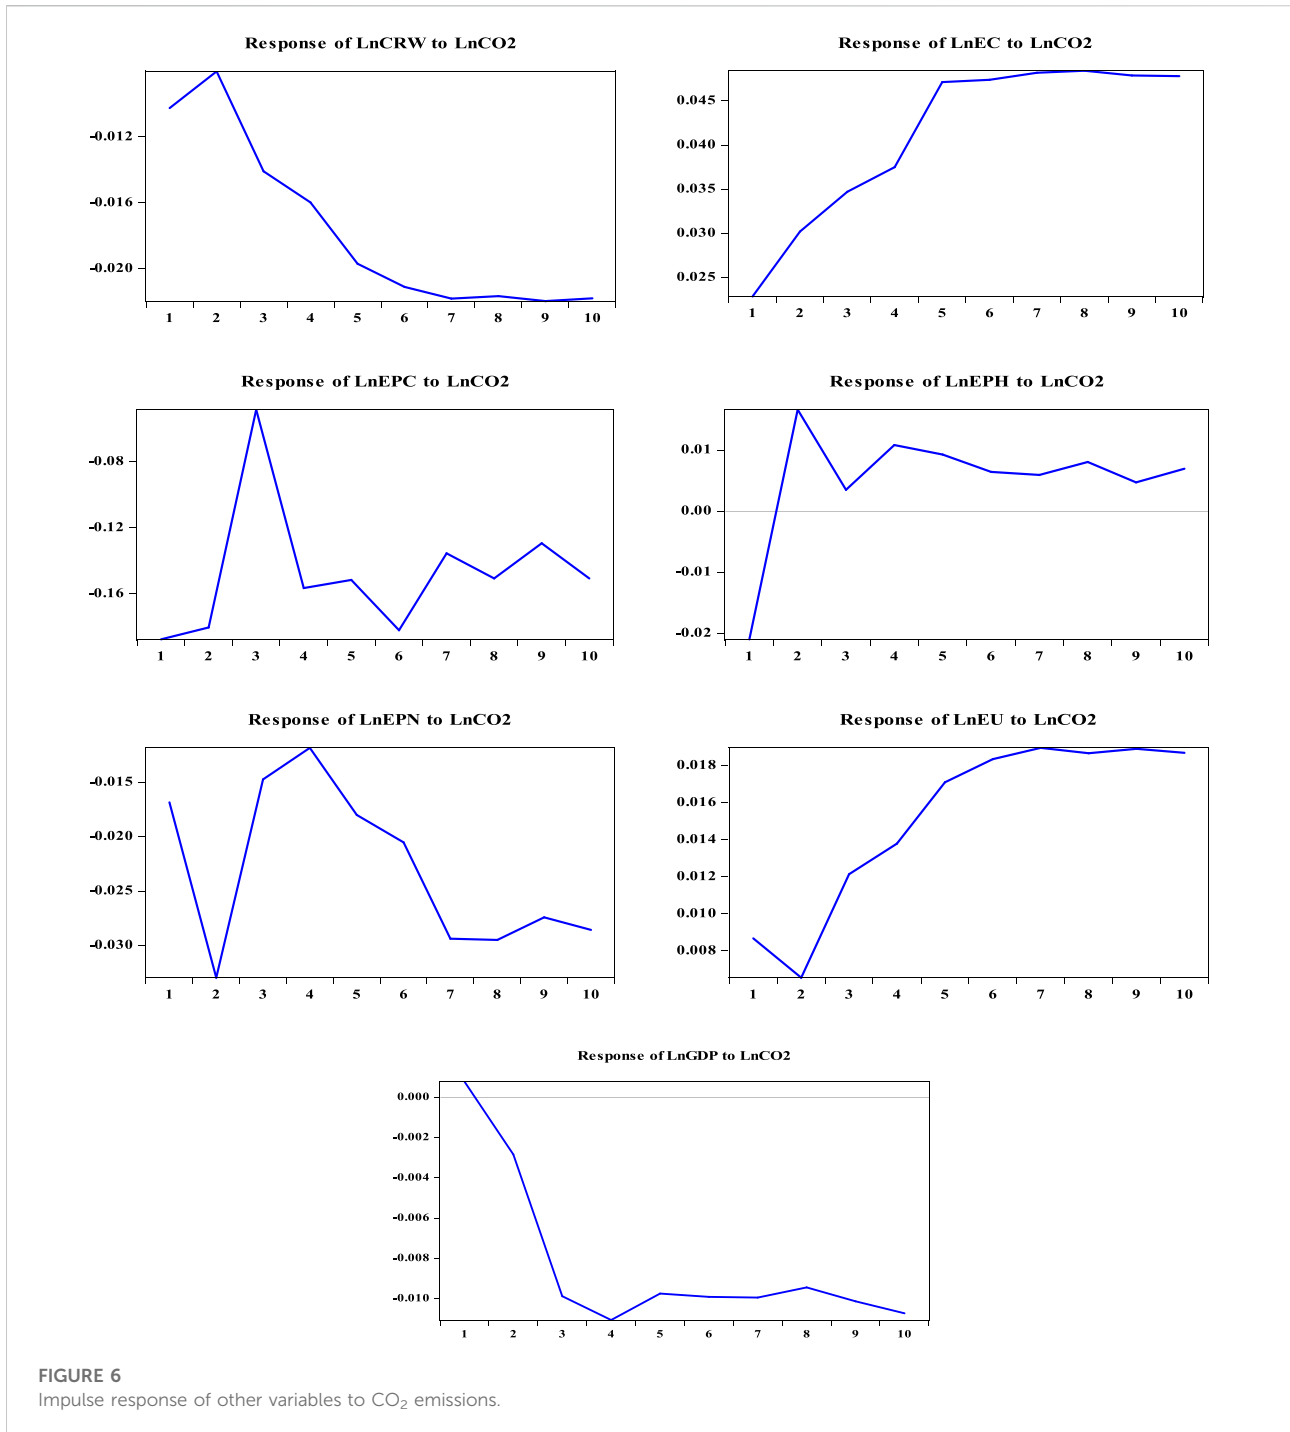 Response of LnCRW to LnCO2
-0.012
-0.016
-0.020
1 2 3 4 5 6 7 8 9 10
Response of LnEC to LnCO2
0.045
0.040
0.035
0.030
0.025
1 2 3 4 5 6 7 8 9 10
Response of LnEPC to LnCO2
-0.08
-0.12
-0.16
1 2 3 4 5 6 7 8 9 10
Response of LnEPH to LnCO2
0.01
0.00
-0.01
-0.02
1 2 3 4 5 6 7 8 9 10
Response of LnEPN to LnCO2
-0.015
-0.020
-0.025
-0.030
1 2 3 4 5 6 7 8 9 10
Response of LnEU to LnCO2
0.018
0.016
0.014
0.012
0.010
0.008
1 2 3 4 5 6 7 8 9 10
Response of LnGDP to LnCO2
0.000
-0.002
-0.004
-0.006
-0.008
-0.010
1 2 3 4 5 6 7 8 9 10
FIGURE 6
Impulse response of other variables to CO₂ emissions.